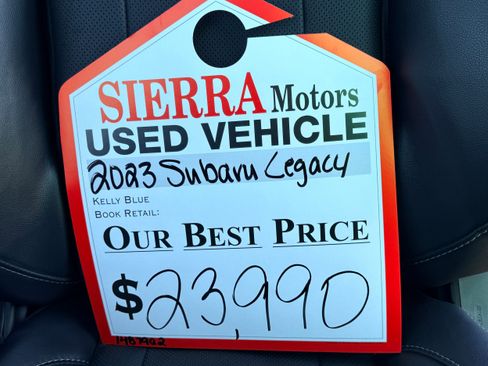 SIERRA Motors
USED VEHICLE
2023 Subaru Legacy
KELLY BLUE
BOOK RETAIL:
OUR BEST PRICE
$23,990